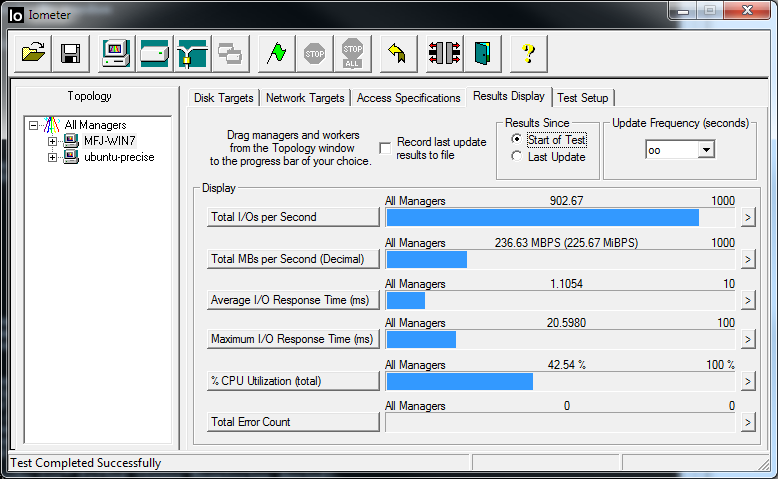 Io Iometer
STOP
STOP
ALL
?
Topology
All Managers
MFJ-WIN7
ubuntu-precise
Disk Targets
Network Targets
Access Specifications
Results Display
Test Setup
Drag managers and workers
from the Topology window
to the progress bar of your choice.
Record last update
results to file
Results Since
Start of Test
Last Update
Update Frequency (seconds)
oo
Display
All Managers 902.67 1000
Total I/Os per Second >
All Managers 236.63 MBPS (225.67 MiBPS) 1000
Total MBs per Second (Decimal) >
All Managers 1.1054 10
Average I/O Response Time (ms) >
All Managers 20.5980 100
Maximum I/O Response Time (ms) >
All Managers 42.54 % 100 %
% CPU Utilization (total) >
All Managers 0 0
Total Error Count >
Test Completed Successfully